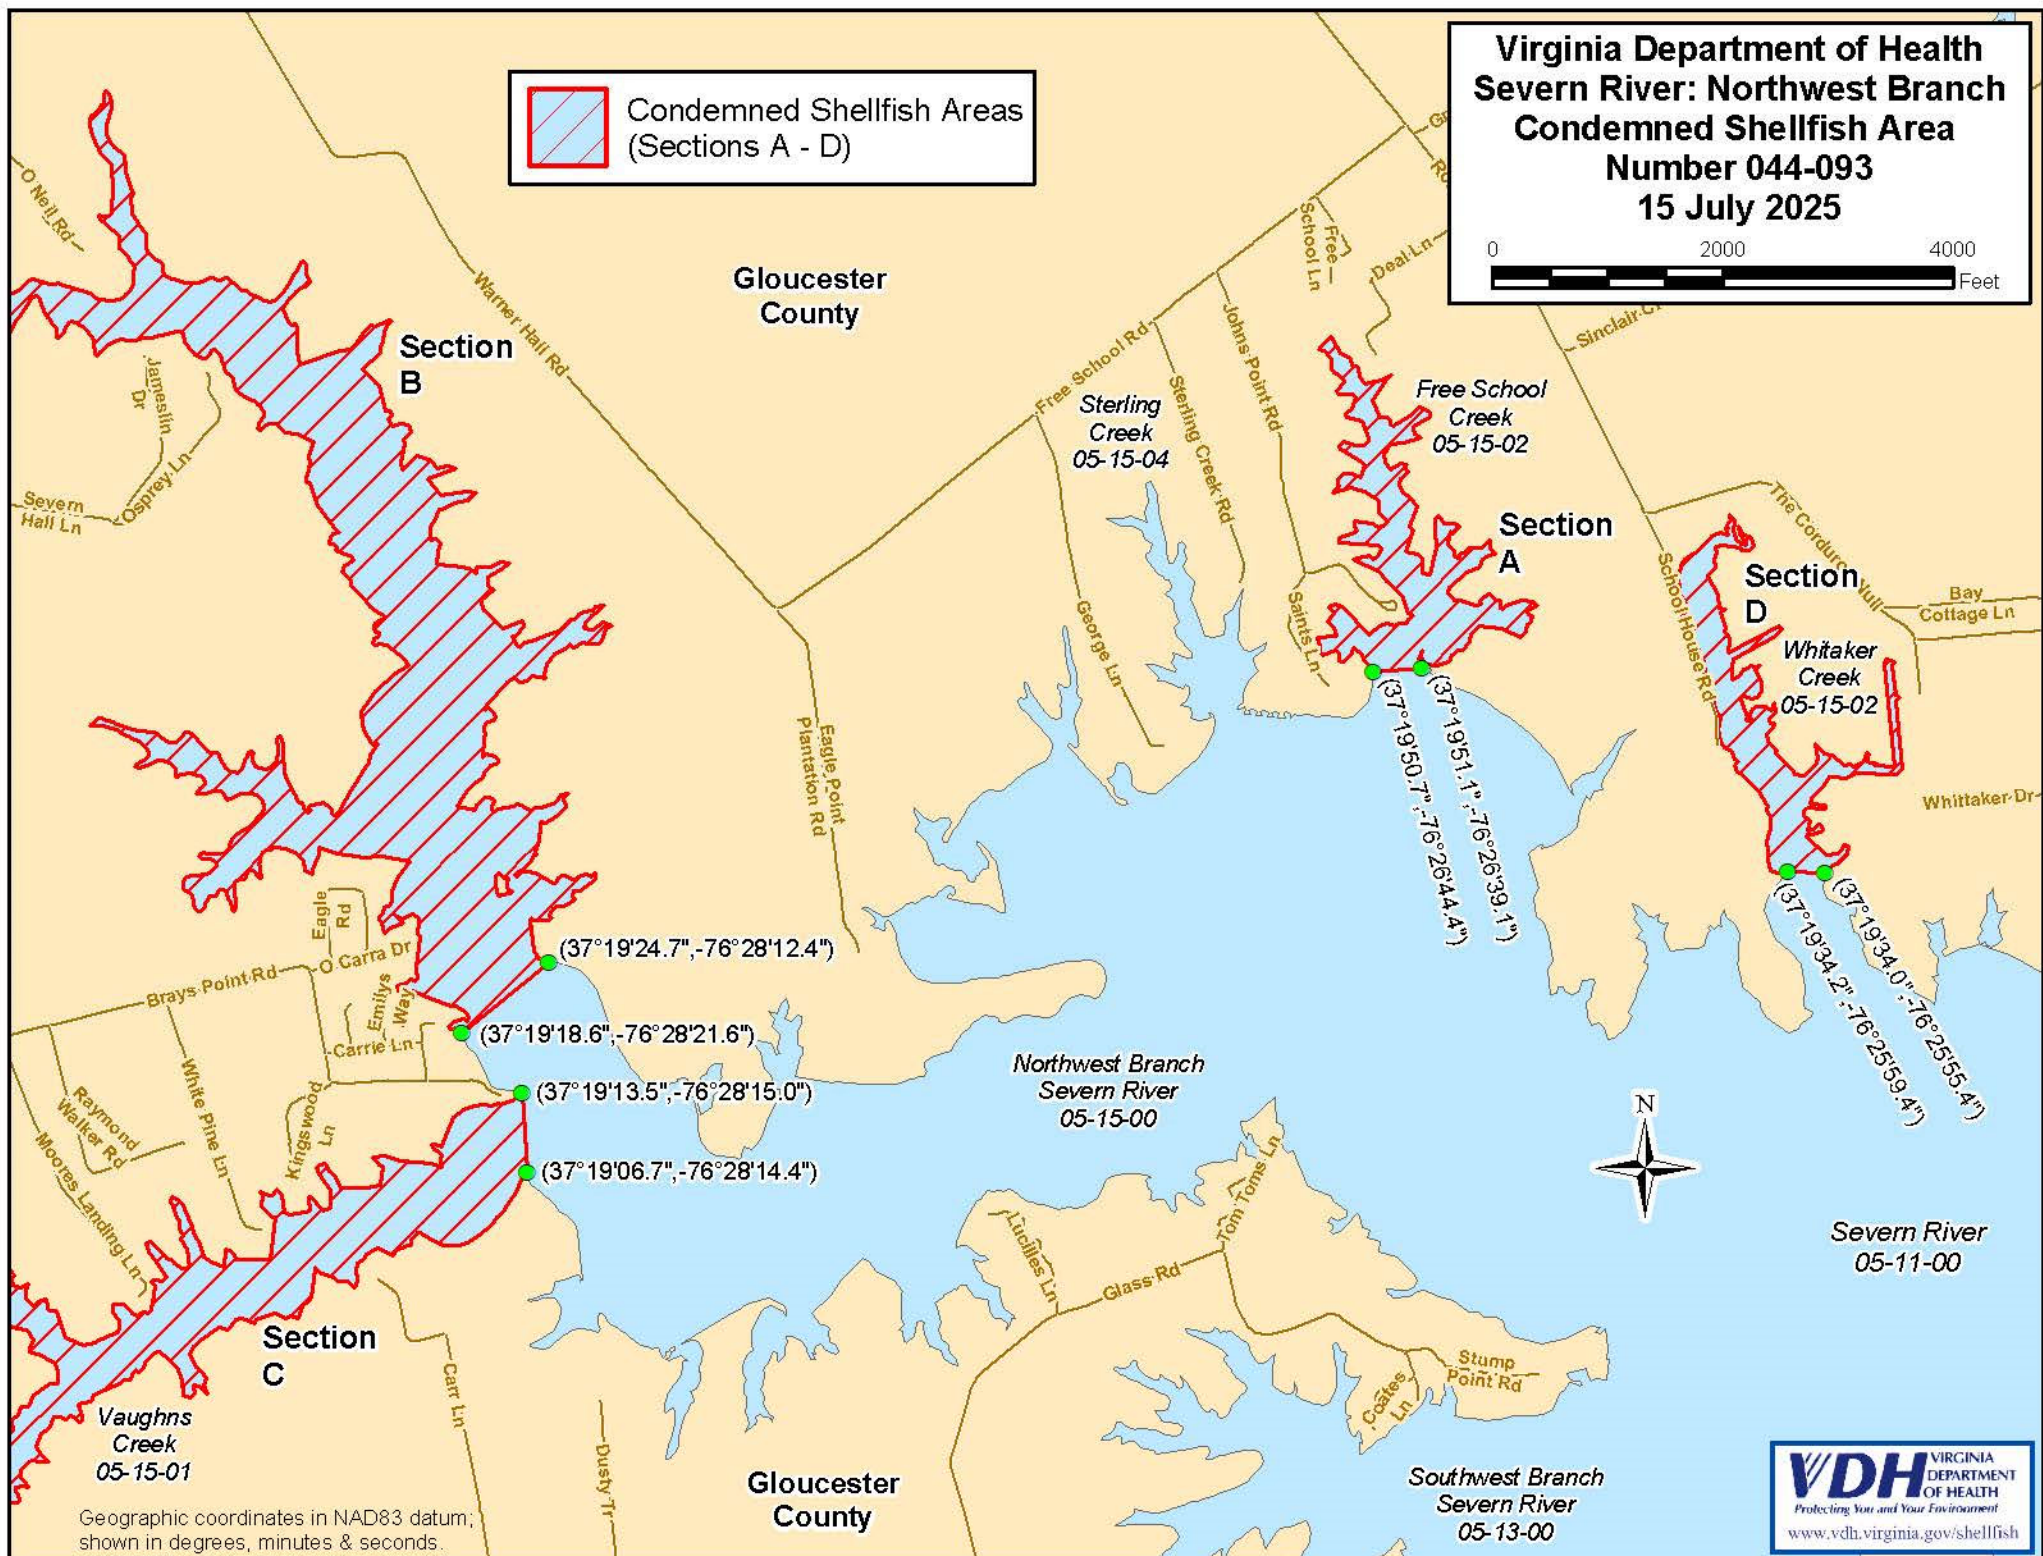 Virginia Department of Health
Severn River: Northwest Branch
Condemned Shellfish Area
Number 044-093
15 July 2025
0 2000 4000
Feet
Condemned Shellfish Areas
(Sections A - D)
O Neil Rd
Warner Hall Rd
Gloucester
County
Section
B
Jameslin
Dr
Osprey Ln
Severn
Hall Ln
Free School Rd
Sterling
Creek
05-15-04
Sterling Creek Rd
Johns Point Rd
Free
School Ln
Deal Ln
Sinclair
Free School
Creek
05-15-02
Section
A
Saints Ln
George Ln
Eagle Point
Plantation Rd
School House Rd
The Corduroy
Null
Bay
Cottage Ln
Section
D
Whitaker
Creek
05-15-02
Whittaker Dr
(37°19'50.7",-76°26'44.4")
(37°19'51.1",-76°26'39.1")
(37°19'34.2",-76°25'59.4")
(37°19'34.0",-76°25'55.4")
Eagle
Rd
O Carra Dr
Brays Point Rd
Emilys
Way
Carrie Ln
(37°19'24.7",-76°28'12.4")
(37°19'18.6",-76°28'21.6")
(37°19'13.5",-76°28'15.0")
(37°19'06.7",-76°28'14.4")
Raymond
Walker Rd
White Pine Ln
Kingswood
Ln
Moores Landing Ln
Northwest Branch
Severn River
05-15-00
N
Lucilles Ln
Tom Toms Ln
Glass Rd
Severn River
05-11-00
Section
C
Carr Ln
Stump
Point Rd
Coates
Ln
Vaughns
Creek
05-15-01
Dusty Tr
Gloucester
County
Southwest Branch
Severn River
05-13-00
Geographic coordinates in NAD83 datum;
shown in degrees, minutes & seconds.
VDH VIRGINIA
DEPARTMENT
OF HEALTH
Protecting You and Your Environment
www.vdh.virginia.gov/shellfish